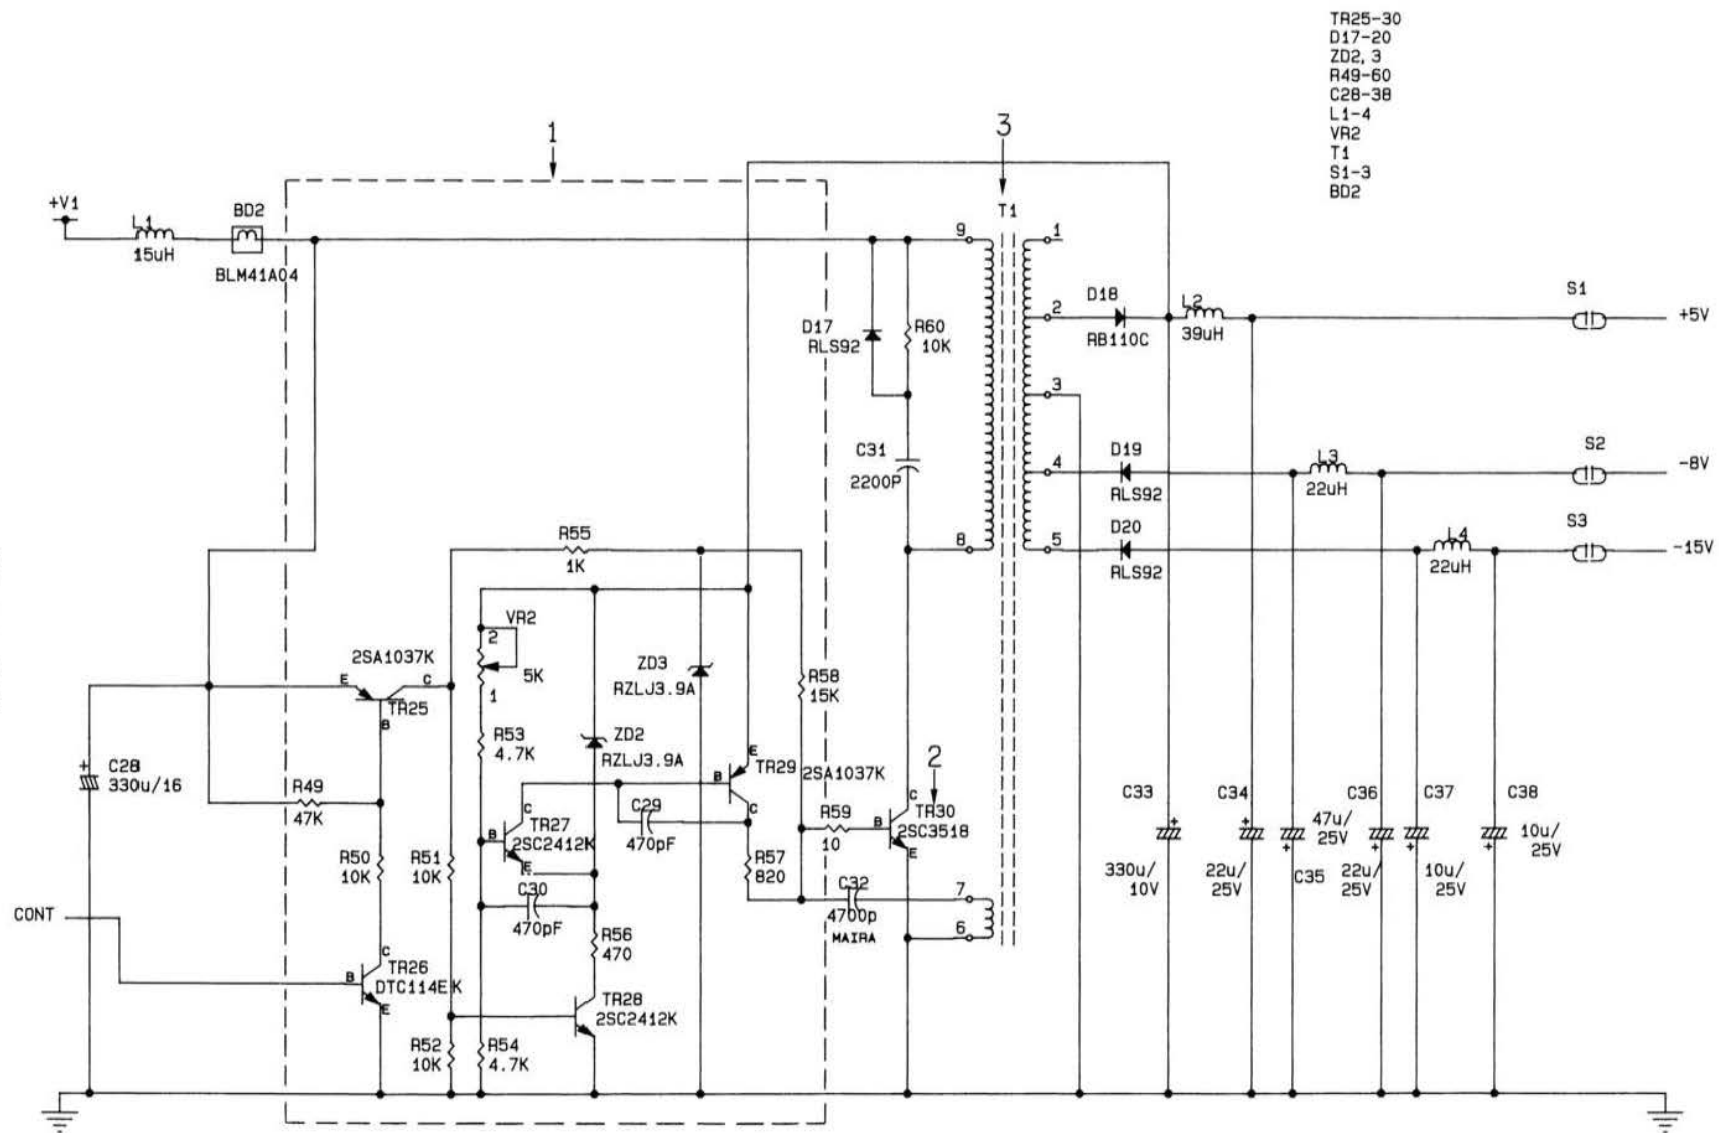 TR25-30
D17-20
ZD2, 3
R49-60
C28-38
L1-4
VR2
T1
S1-3
BD2
1
3
+V1
L1
15uH
BD2
BLM41A04
T1
9
1
D17
RLS92
R60
10K
2
D18
RB110C
L2
39uH
S1
+5V
3
C31
2200P
4
D19
RLS92
L3
22uH
S2
-8V
8
5
D20
RLS92
L4
22uH
S3
-15V
R55
1K
VR2
2
5K
1
2SA1037K
E
C
TR25
B
ZD3
RZLJ3.9A
R58
15K
R53
4.7K
ZD2
RZLJ3.9A
E
TR29
2SA1037K
B
C
2
+
C28
330u/16
R49
47K
C
TR27
2SC2412K
B
E
C29
470pF
R59
10
B
C
TR30
2SC3518
E
C33
+
330u/
10V
C34
+
22u/
25V
47u/
25V
+
C35
C36
+
22u/
25V
C37
+
10u/
25V
C38
+
10u/
25V
R50
10K
R51
10K
R57
820
C30
470pF
C32
4700p
MAIRA
7
6
CONT
R56
470
C
TR26
B
DTC114EK
E
TR28
2SC2412K
R52
10K
R54
4.7K